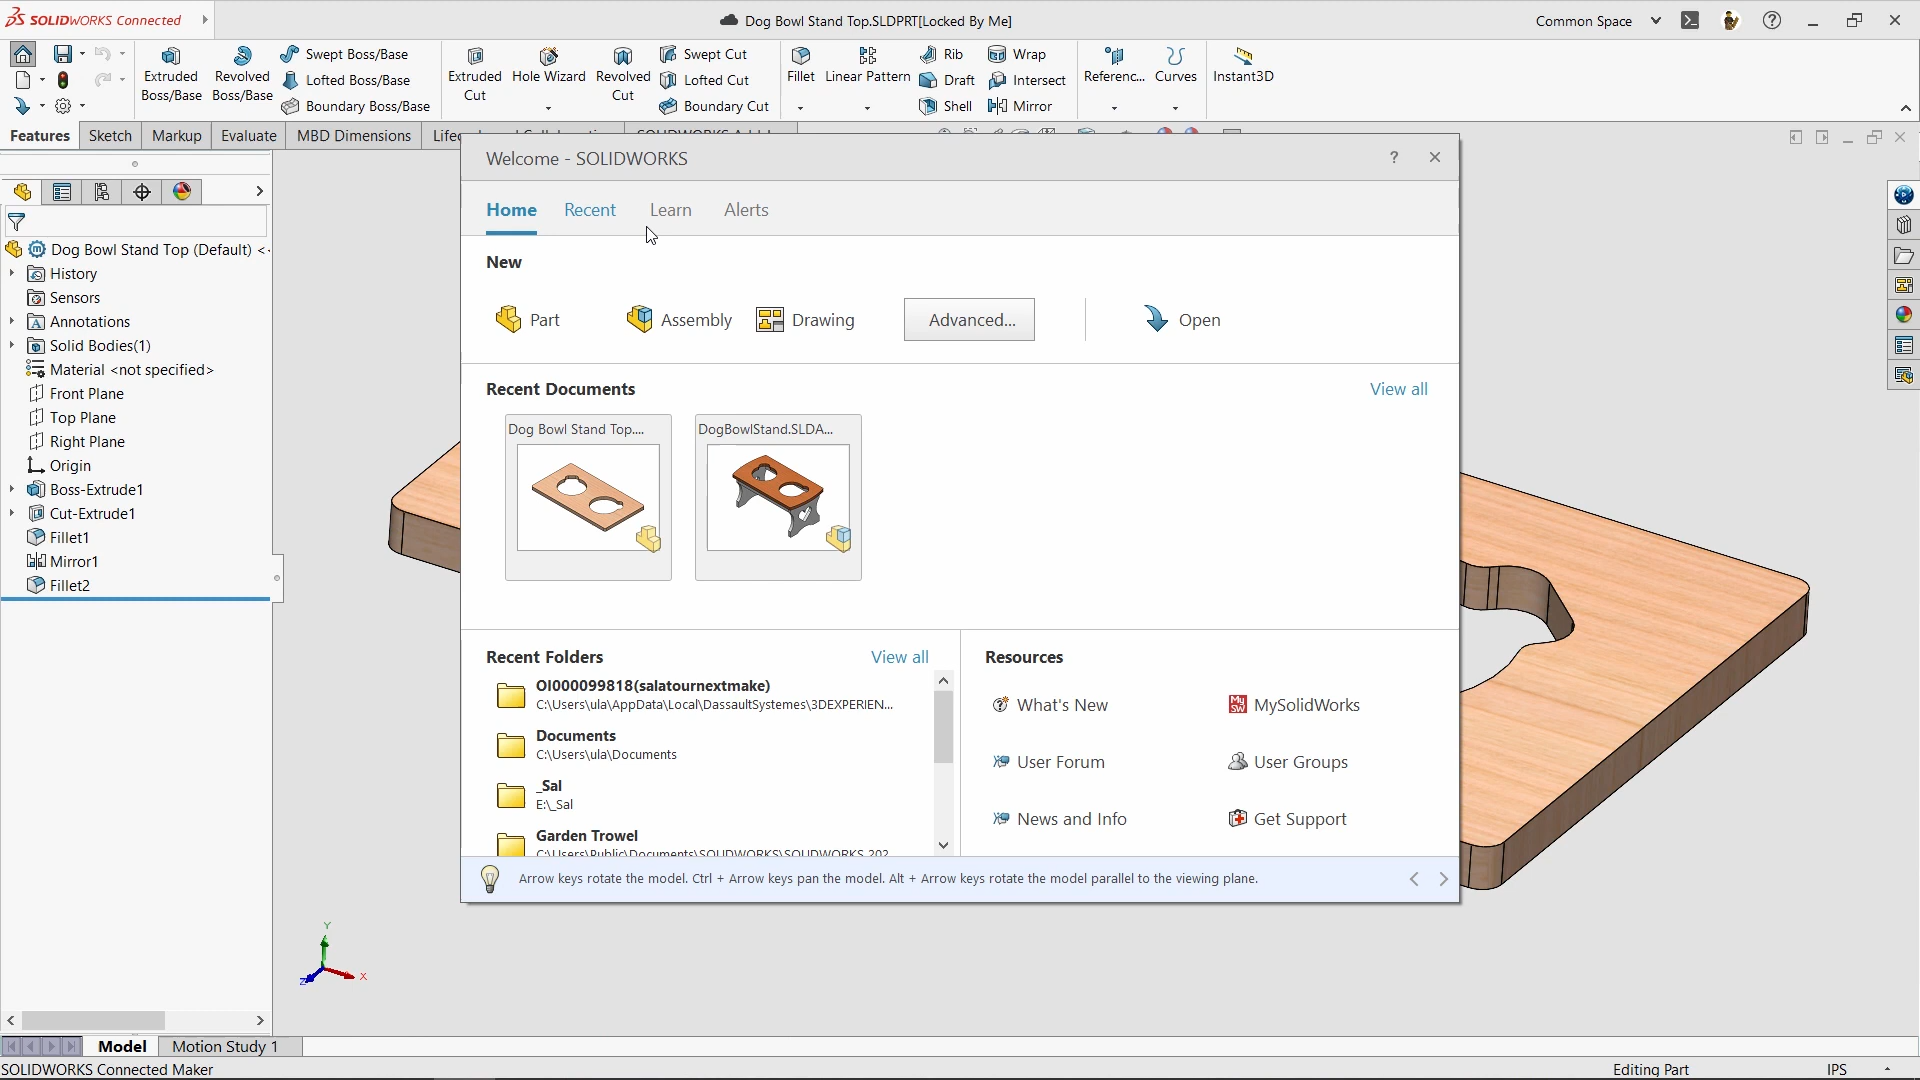 SOLIDWORKS Connected
Dog Bowl Stand Top.SLDPRT[Locked By Me]
Common Space
Extruded Boss/Base
Revolved Boss/Base
Swept Boss/Base
Lofted Boss/Base
Boundary Boss/Base
Extruded Cut
Hole Wizard
Revolved Cut
Swept Cut
Lofted Cut
Boundary Cut
Fillet
Linear Pattern
Rib
Draft
Shell
Wrap
Intersect
Mirror
Referenc...
Curves
Instant3D
Features
Sketch
Markup
Evaluate
MBD Dimensions
Dog Bowl Stand Top (Default) <
History
Sensors
Annotations
Solid Bodies(1)
Material <not specified>
Front Plane
Top Plane
Right Plane
Origin
Boss-Extrude1
Cut-Extrude1
Fillet1
Mirror1
Fillet2
Welcome - SOLIDWORKS
?
Home
Recent
Learn
Alerts
New
Part
Assembly
Drawing
Advanced...
Open
Recent Documents
View all
Dog Bowl Stand Top....
DogBowlStand.SLDA...
Recent Folders
View all
OI000099818(salatournextmake)
C:\Users\ula\AppData\Local\DassaultSystemes\3DEXPERIEN...
Documents
C:\Users\ula\Documents
_Sal
E:\_Sal
Garden Trowel
C:\Users\Public\Documents\SOLIDWORKS\SOLIDWORKS 202
Resources
What's New
MySolidWorks
User Forum
User Groups
News and Info
Get Support
Arrow keys rotate the model. Ctrl + Arrow keys pan the model. Alt + Arrow keys rotate the model parallel to the viewing plane.
Y
X
Z
Model
Motion Study 1
SOLIDWORKS Connected Maker
Editing Part
IPS